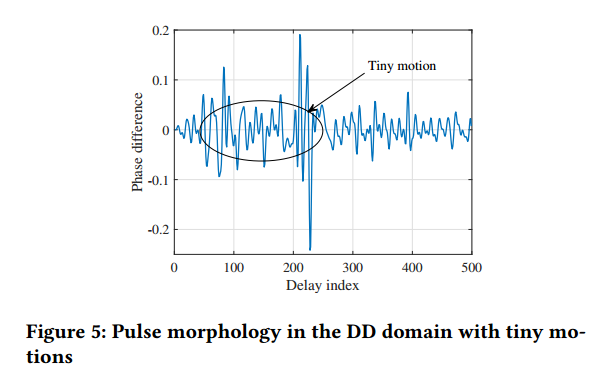 0.2
Tiny motion
0.1
Phase difference
0
-0.1
-0.2
0 100 200 300 400 500
Delay index
Figure 5: Pulse morphology in the DD domain with tiny mo-
tions